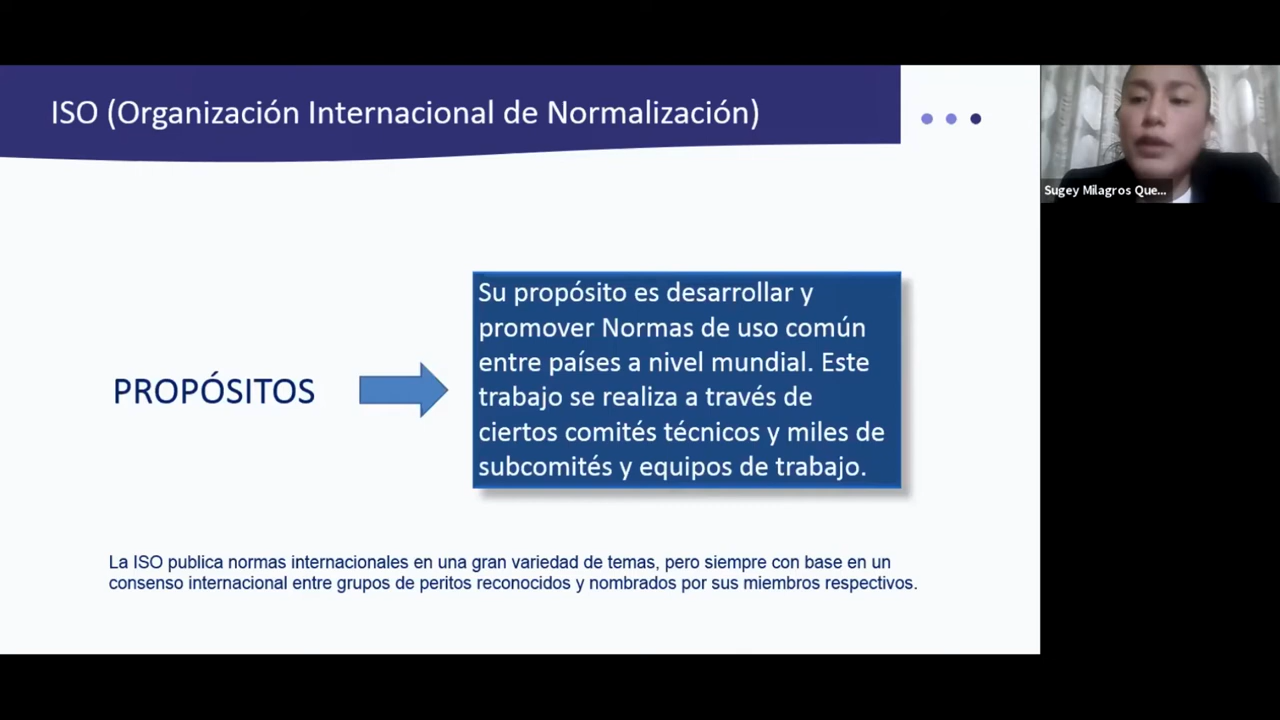 ISO (Organización Internacional de Normalización)
Sugey Milagros Que...
PROPÓSITOS
Su propósito es desarrollar y
promover Normas de uso común
entre países a nivel mundial. Este
trabajo se realiza a través de
ciertos comités técnicos y miles de
subcomités y equipos de trabajo.
La ISO publica normas internacionales en una gran variedad de temas, pero siempre con base en un
consenso internacional entre grupos de peritos reconocidos y nombrados por sus miembros respectivos.